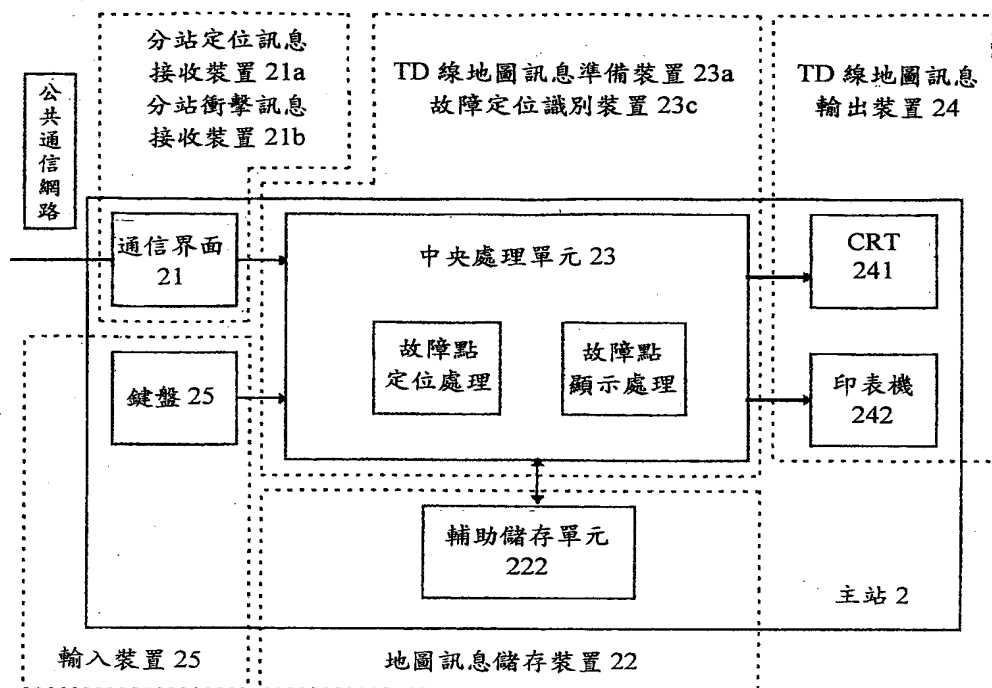 分站定位訊息
接收裝置 21a
分站衝擊訊息
接收裝置 21b
TD 線地圖訊息準備裝置 23a
故障定位識別裝置 23c
TD 線地圖訊息
輸出裝置 24
公共通信網路
通信界面
21
中央處理單元 23
CRT
241
故障點
定位處理
故障點
顯示處理
鍵盤 25
印表機
242
輔助儲存單元
222
主站 2
輸入裝置 25
地圖訊息儲存裝置 22